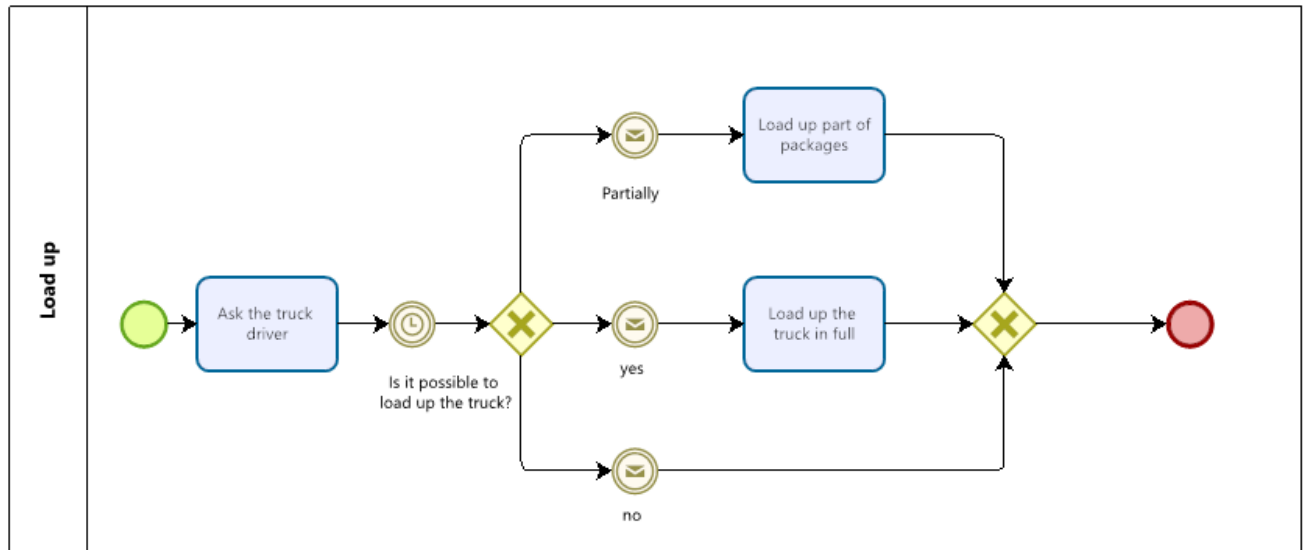 Load up
Ask the truck
driver
Is it possible to
load up the truck?
Partially
Load up part of
packages
yes
Load up the
truck in full
no